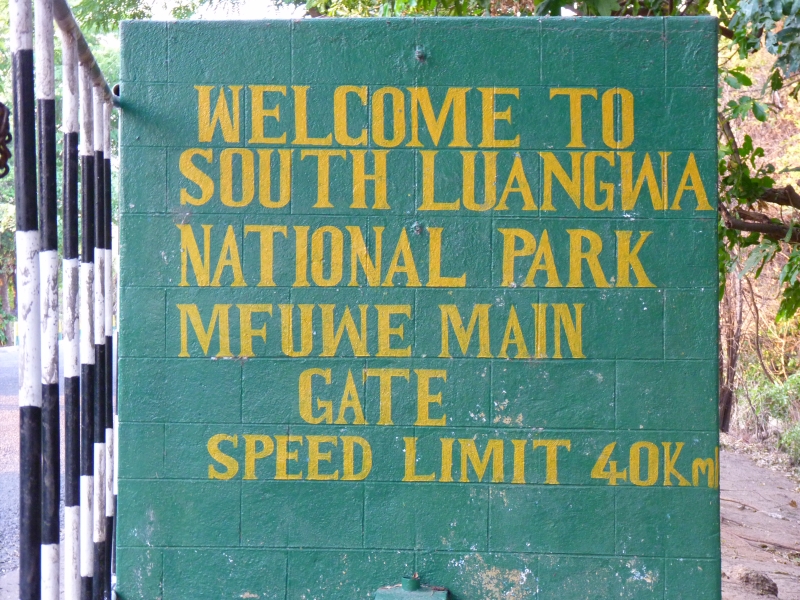 WELCOME TO
SOUTH LUANGWA
NATIONAL PARK
MFUWE MAIN
GATE
SPEED LIMIT 40KM